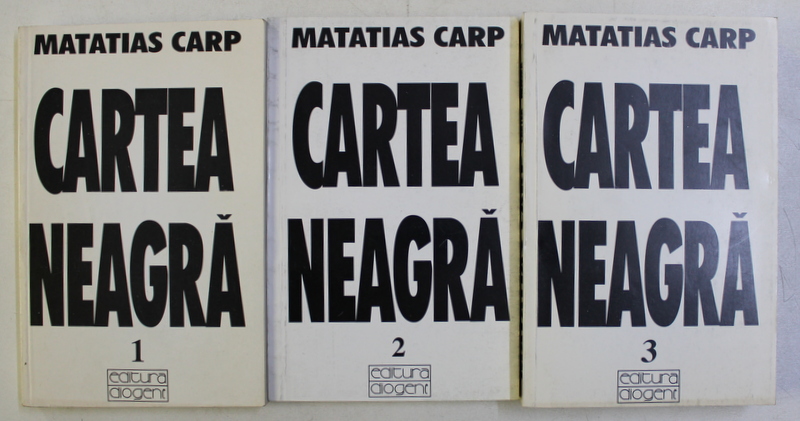 MATATIAS CARP
CARTEA
NEAGRĂ
1
editura
diogene
MATATIAS CARP
CARTEA
NEAGRĂ
2
editura
diogene
MATATIAS CARP
CARTEA
NEAGRĂ
3
editura
diogene